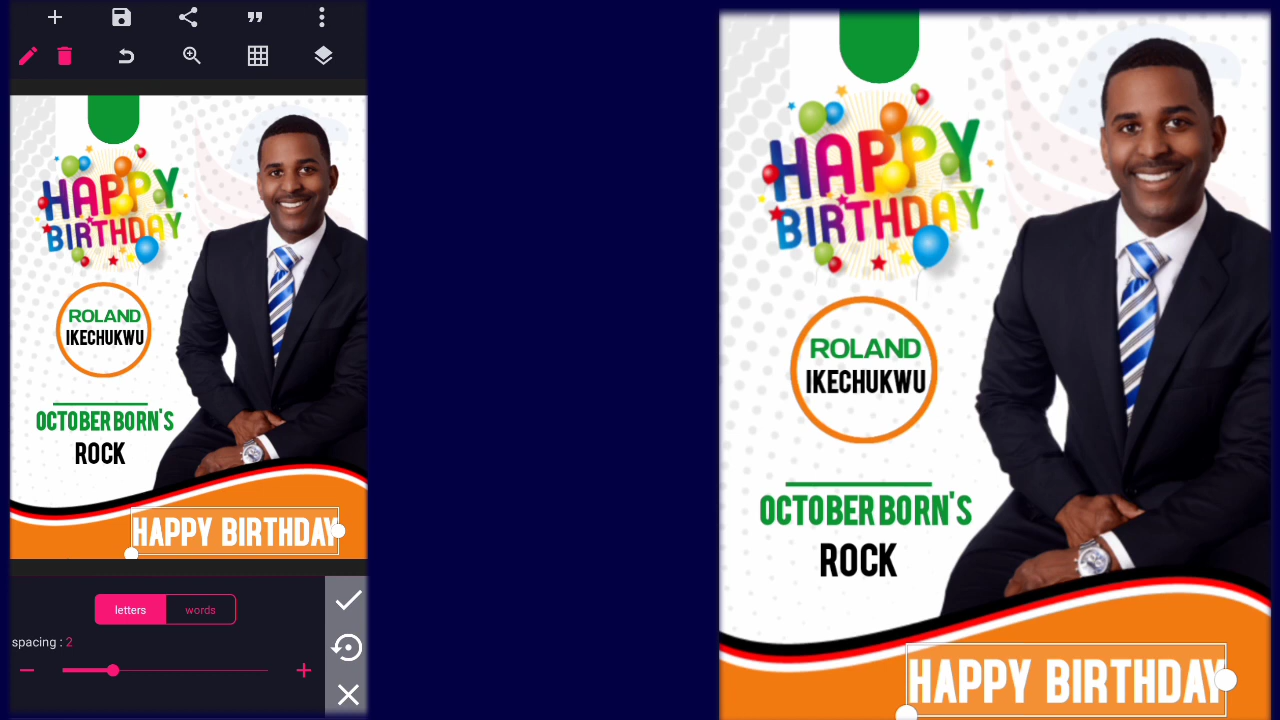 HAPPY
BIRTHDAY
ROLAND
IKECHUKWU
OCTOBER BORN'S
ROCK
HAPPY BIRTHDAY
letters words
spacing : 2
HAPPY
BIRTHDAY
ROLAND
IKECHUKWU
OCTOBER BORN'S
ROCK
HAPPY BIRTHDAY